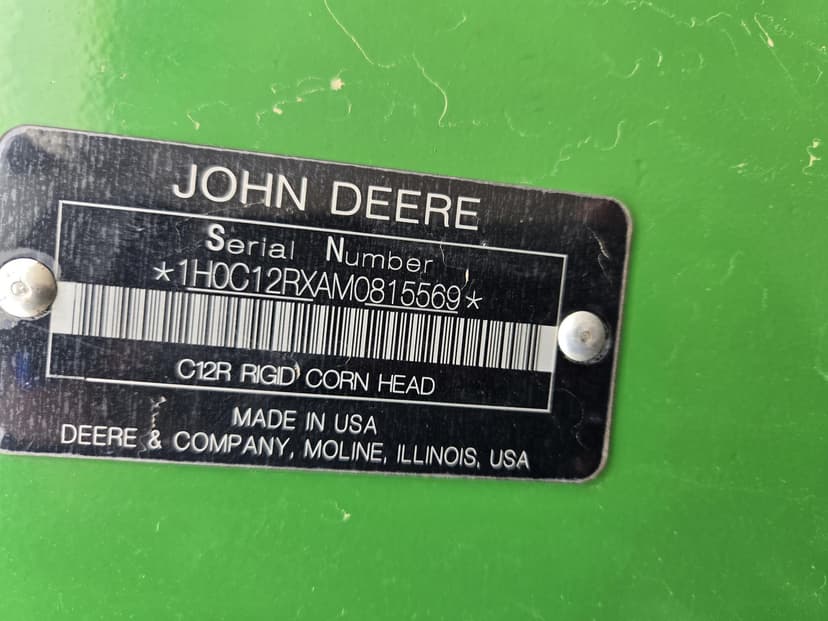 JOHN DEERE
Serial Number
*1H0C12RXAM0815569*
C12R RIGID CORN HEAD
MADE IN USA
DEERE & COMPANY, MOLINE, ILLINOIS, USA